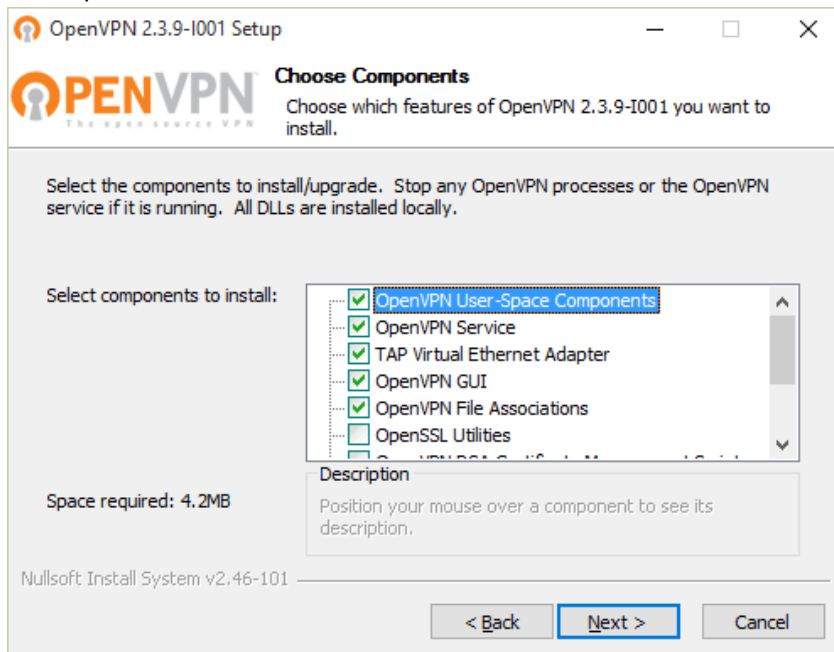 OpenVPN 2.3.9-I001 Setup
OPENVPN
The open source VPN
Choose Components
Choose which features of OpenVPN 2.3.9-I001 you want to
install.
Select the components to install/upgrade.  Stop any OpenVPN processes or the OpenVPN
service if it is running.  All DLLs are installed locally.
Select components to install:
OpenVPN User-Space Components
OpenVPN Service
TAP Virtual Ethernet Adapter
OpenVPN GUI
OpenVPN File Associations
OpenSSL Utilities
Description
Position your mouse over a component to see its
description.
Space required: 4.2MB
Nullsoft Install System v2.46-101
< Back
Next >
Cancel